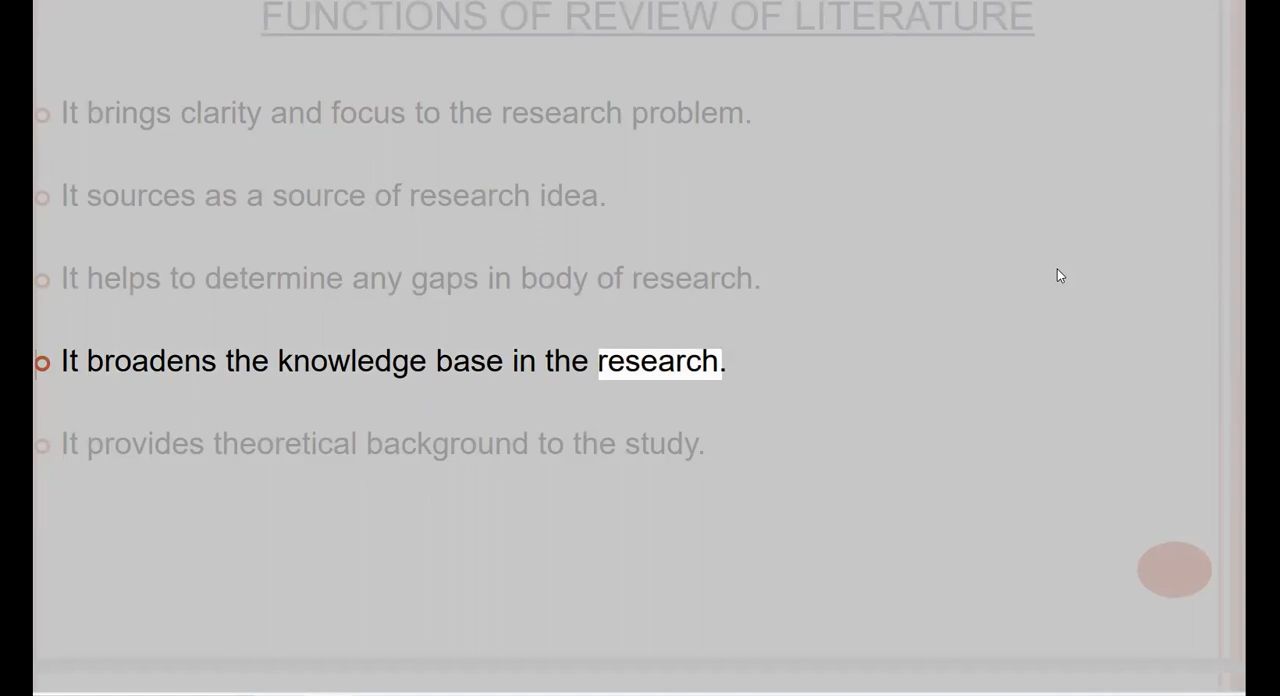 FUNCTIONS OF REVIEW OF LITERATURE
It brings clarity and focus to the research problem.
It sources as a source of research idea.
It helps to determine any gaps in body of research.
It broadens the knowledge base in the research.
It provides theoretical background to the study.